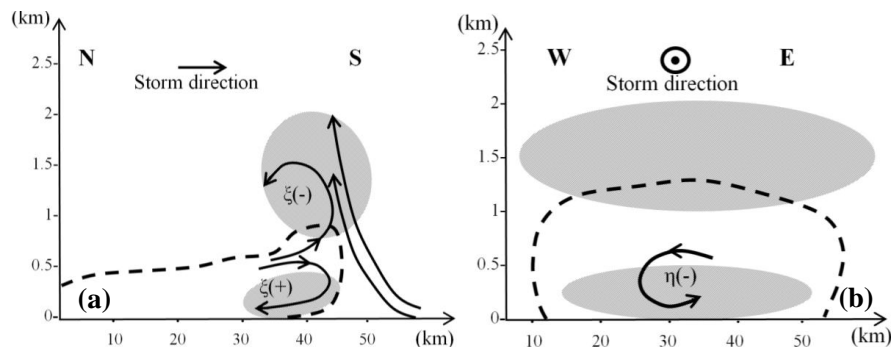 (km)
N
S
Storm direction
2.5
2
1.5
1
0.5
0
ξ(-)
ξ(+)
(a)
10
20
30
40
50
(km)
(km)
W
E
Storm direction
2.5
2
1.5
1
0.5
0
η(-)
(b)
10
20
30
40
50
(km)